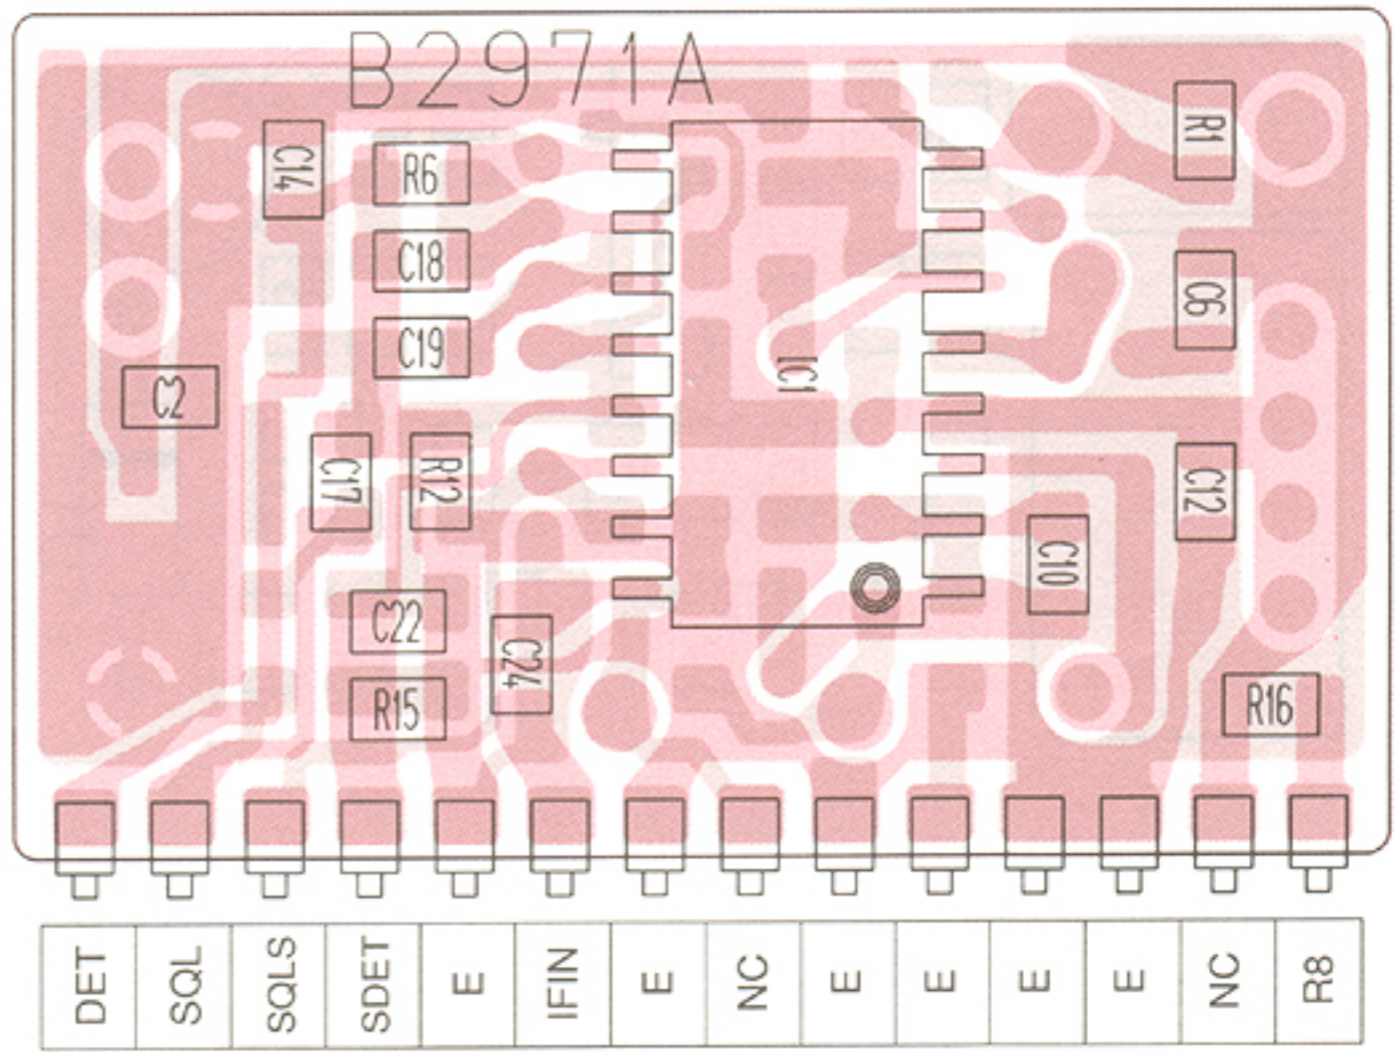 B2971A
C14
R6
R1
C18
C6
C19
IC1
C2
C17
R12
C12
C10
C22
C24
R15
R16
DET SQL SQLS SDET E IFIN E NC E E E E NC R8